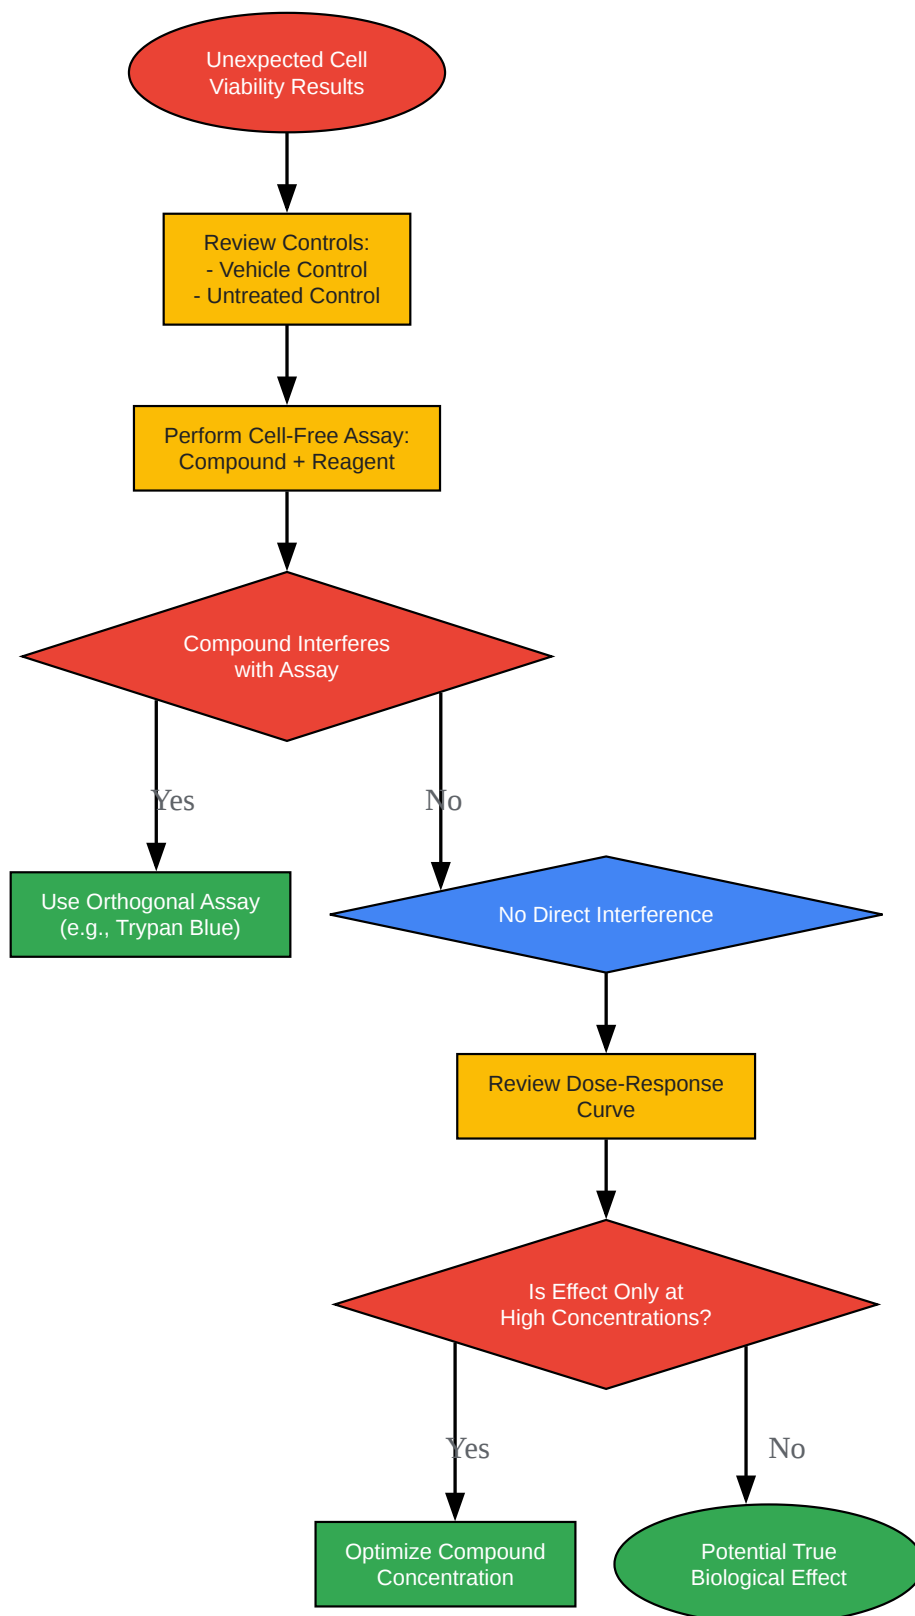 Unexpected Cell
Viability Results
Review Controls:
- Vehicle Control
- Untreated Control
Perform Cell-Free Assay:
Compound + Reagent
Compound Interferes
with Assay
Yes
No
Use Orthogonal Assay
(e.g., Trypan Blue)
No Direct Interference
Review Dose-Response
Curve
Is Effect Only at
High Concentrations?
Yes
No
Optimize Compound
Concentration
Potential True
Biological Effect